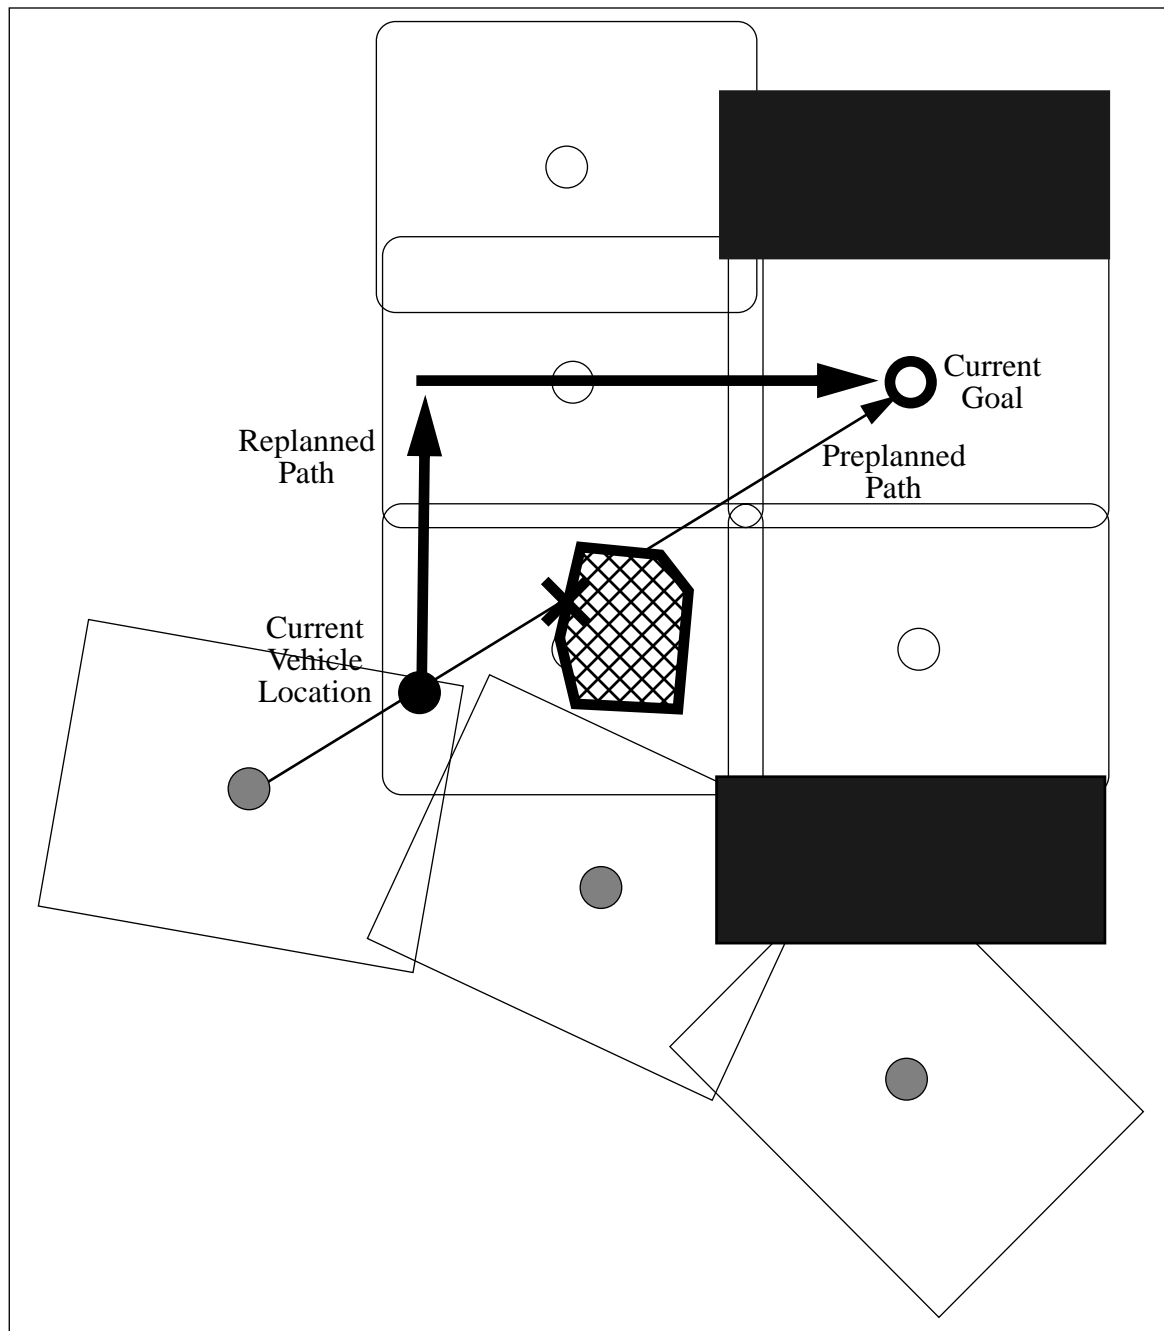 Current
Goal
Replanned
Path
Preplanned
Path
Current
Vehicle
Location